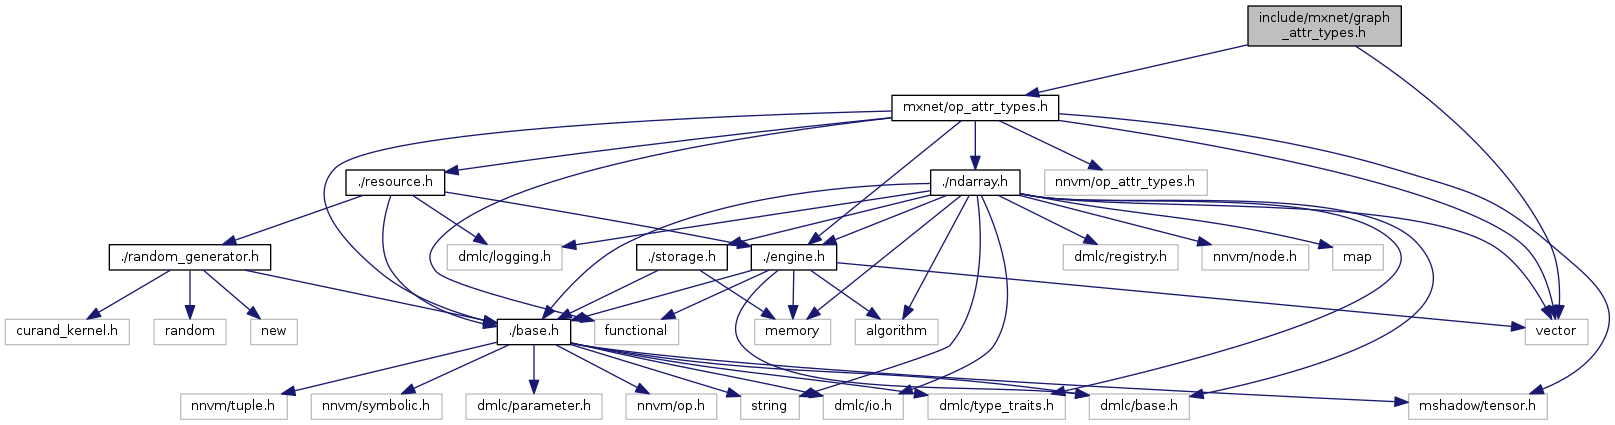 include/mxnet/graph
_attr_types.h
mxnet/op_attr_types.h
./resource.h
./ndarray.h
nnvm/op_attr_types.h
./random_generator.h
dmlc/logging.h
./storage.h
./engine.h
dmlc/registry.h
nnvm/node.h
map
curand_kernel.h
random
new
./base.h
functional
memory
algorithm
vector
nnvm/tuple.h
nnvm/symbolic.h
dmlc/parameter.h
nnvm/op.h
string
dmlc/io.h
dmlc/type_traits.h
dmlc/base.h
mshadow/tensor.h